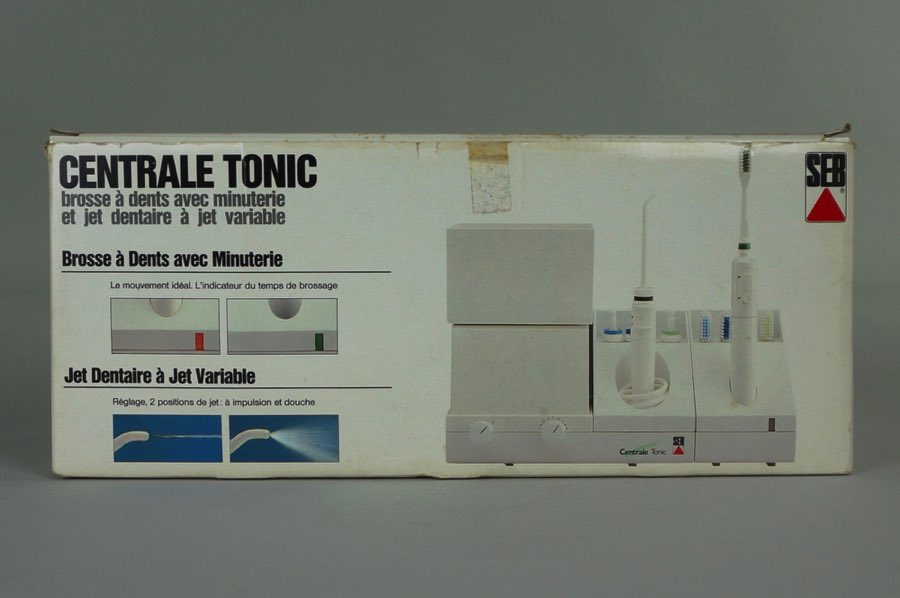 CENTRALE TONIC
brosse à dents avec minuterie
et jet dentaire à jet variable
SEB
Brosse à Dents avec Minuterie
Le mouvement idéal. L'indicateur du temps de brossage
Jet Dentaire à Jet Variable
Réglage, 2 positions de jet : à impulsion et douche
Centrale Tonic
SEB